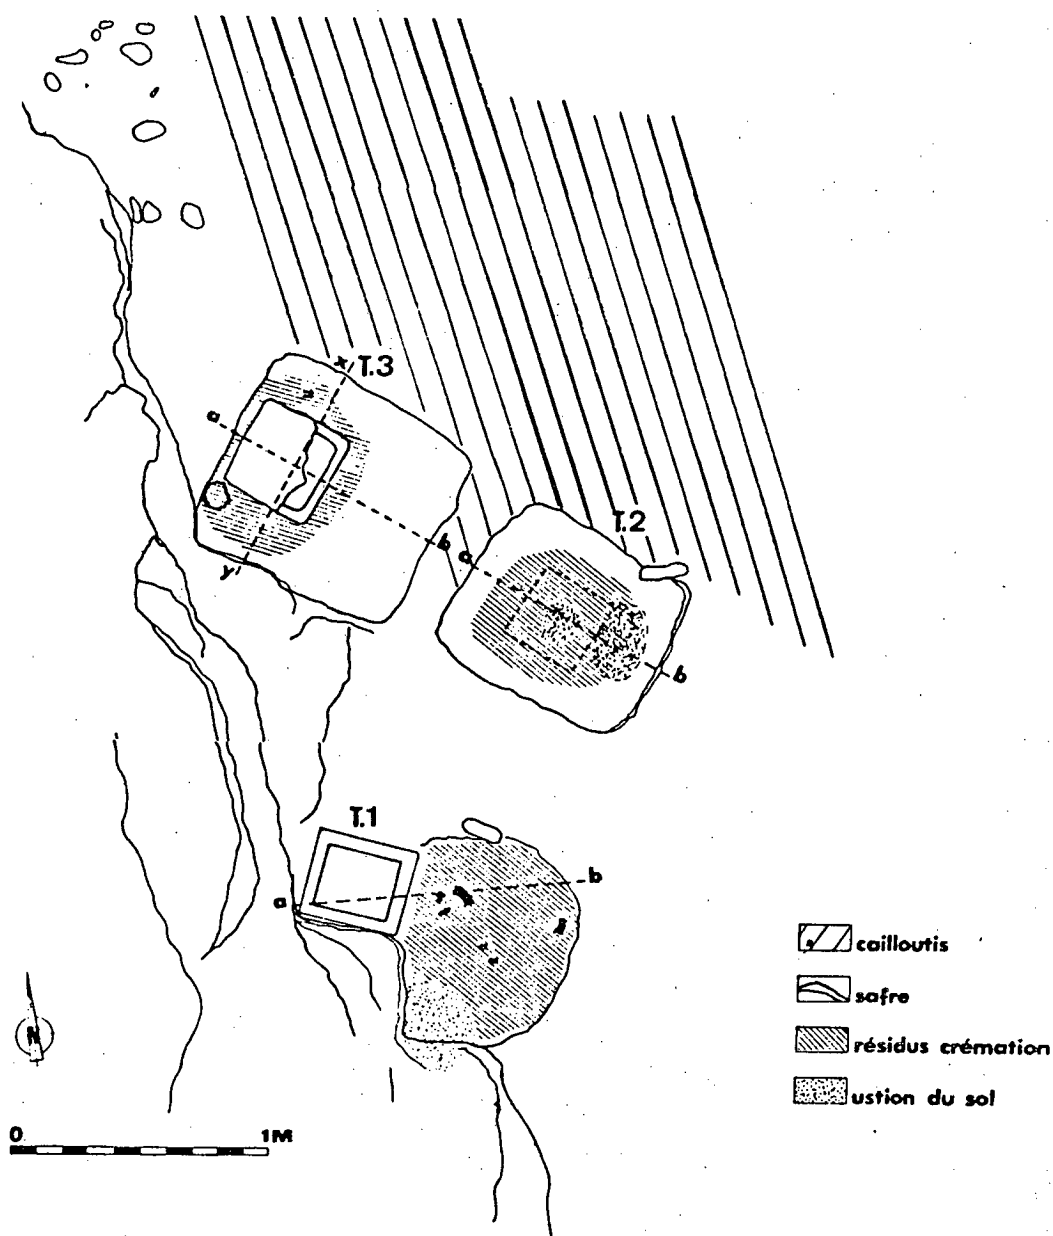 x T.3
a
T.2
b a
y
b
T.1
b
a
cailloutis
safre
N
résidus crémation
ustion du sol
0 1M